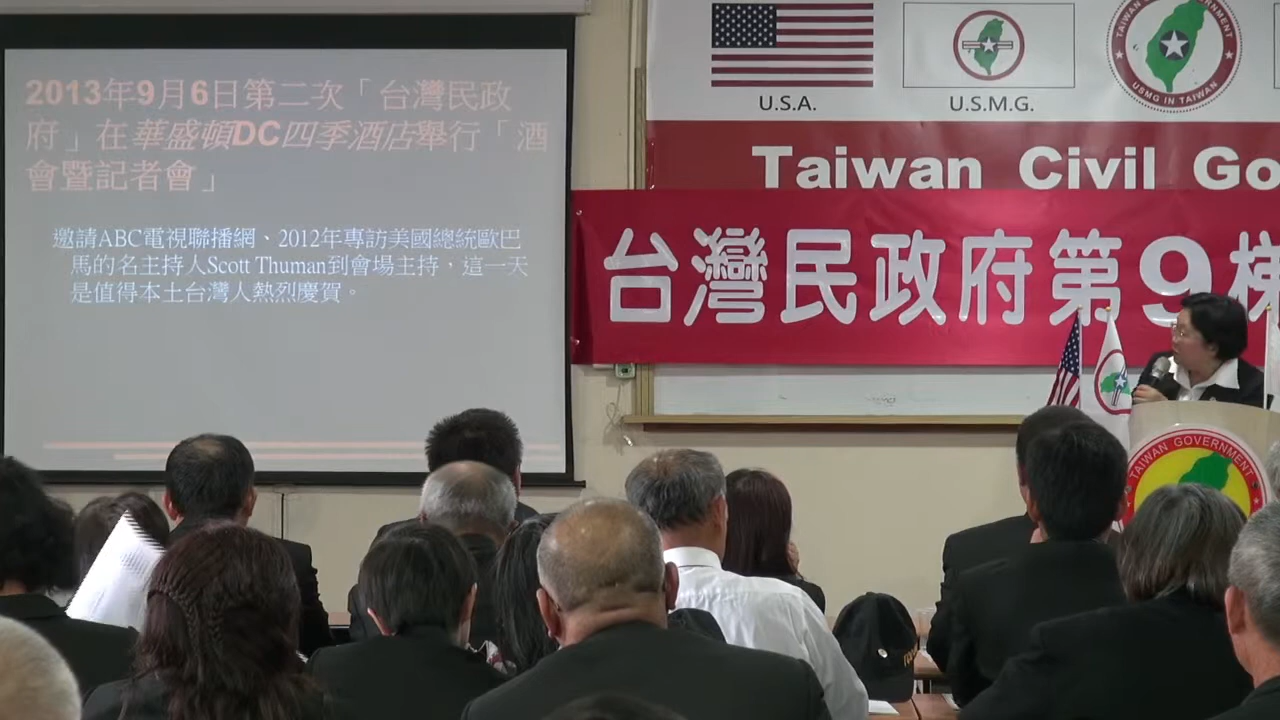 2013年9月6日第二次「台灣民政
府」在華盛頓DC四季酒店舉行「酒
會暨記者會」
邀請ABC電視聯播網、2012年專訪美國總統歐巴
馬的名主持人Scott Thuman到會場主持，這一天
是值得本土台灣人熱烈慶賀。
U.S.A.
U.S.M.G.
USMG IN TAIWAN
Taiwan Civil Go
台灣民政府第9梯
TAIWAN GOVERNMENT